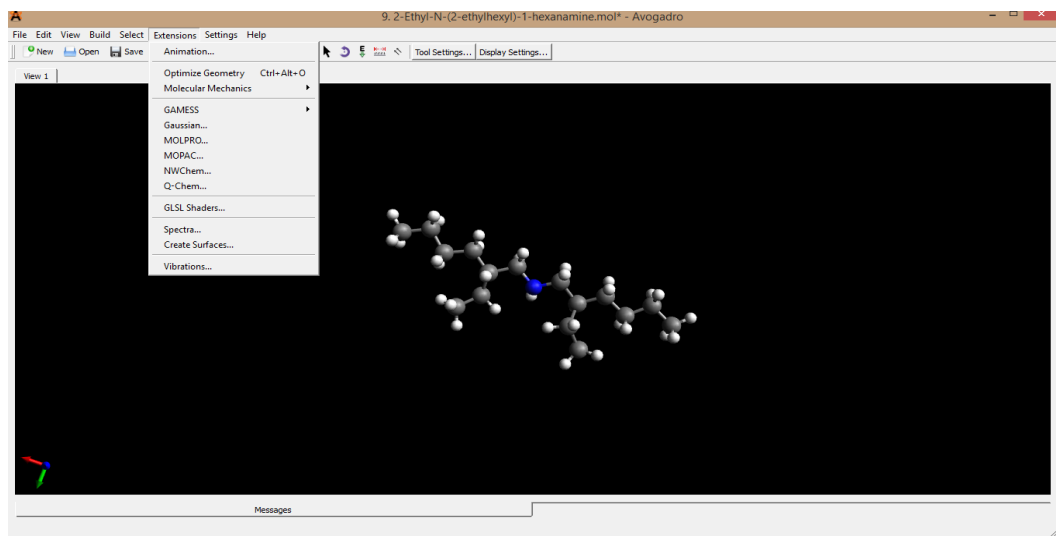 9. 2-Ethyl-N-(2-ethylhexyl)-1-hexanamine.mol* - Avogadro
File Edit View Build Select Extensions Settings Help
New Open Save E Tool Settings... Display Settings...
View 1
Animation...
Optimize Geometry Ctrl+Alt+O
Molecular Mechanics
GAMESS
Gaussian...
MOLPRO...
MOPAC...
NWChem...
Q-Chem...
GLSL Shaders...
Spectra...
Create Surfaces...
Vibrations...
Messages